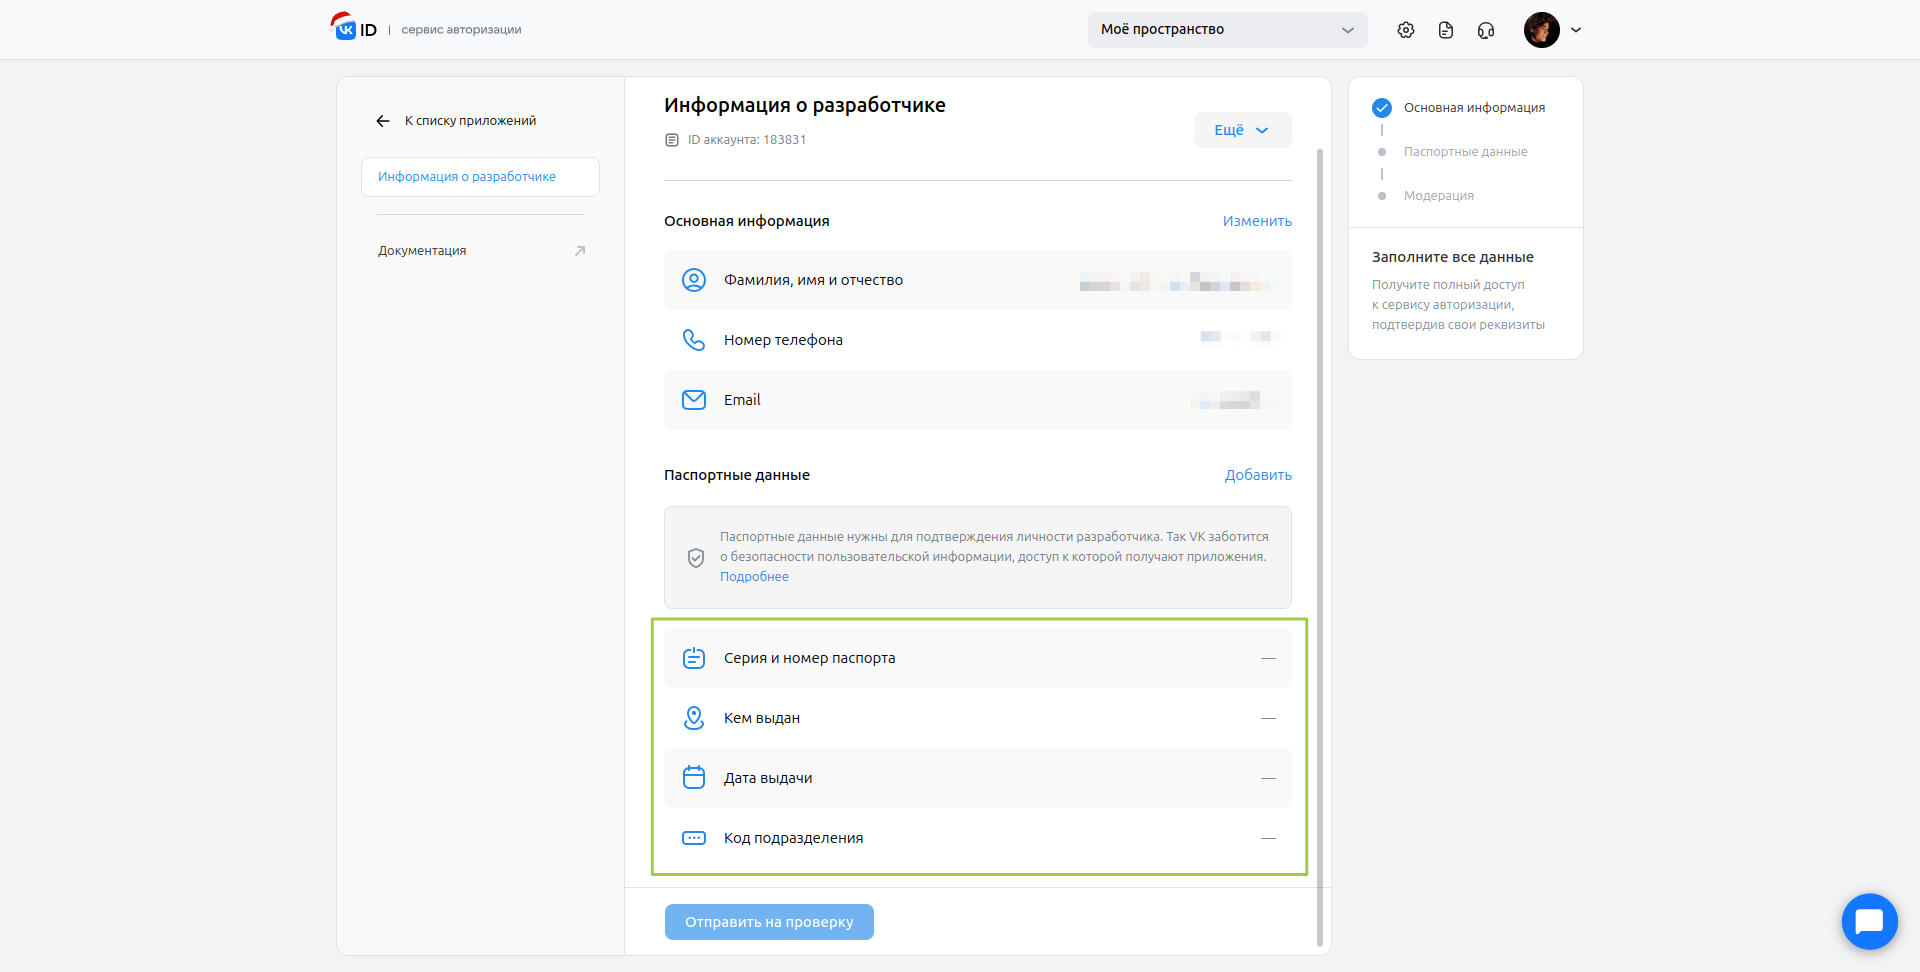 VK ID | сервис авторизации
Моё пространство
К списку приложений
Информация о разработчике
Документация
Информация о разработчике
ID аккаунта: 183831
Ещё
Основная информация
Изменить
Фамилия, имя и отчество
Номер телефона
Email
Паспортные данные
Добавить
Паспортные данные нужны для подтверждения личности разработчика. Так VK заботится
о безопасности пользовательской информации, доступ к которой получают приложения.
Подробнее
Серия и номер паспорта —
Кем выдан —
Дата выдачи —
Код подразделения —
Отправить на проверку
Основная информация
Паспортные данные
Модерация
Заполните все данные
Получите полный доступ
к сервису авторизации,
подтвердив свои реквизиты